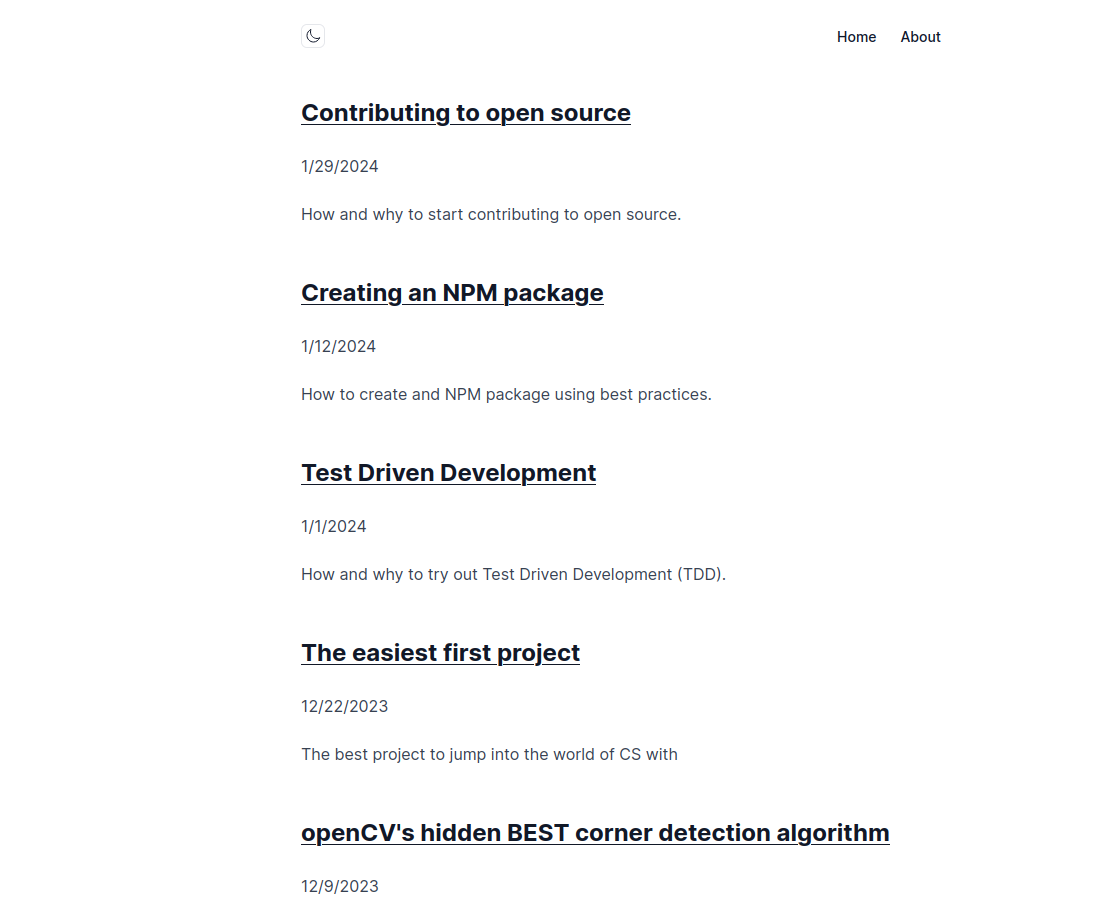 Home About
Contributing to open source
1/29/2024
How and why to start contributing to open source.
Creating an NPM package
1/12/2024
How to create and NPM package using best practices.
Test Driven Development
1/1/2024
How and why to try out Test Driven Development (TDD).
The easiest first project
12/22/2023
The best project to jump into the world of CS with
openCV's hidden BEST corner detection algorithm
12/9/2023